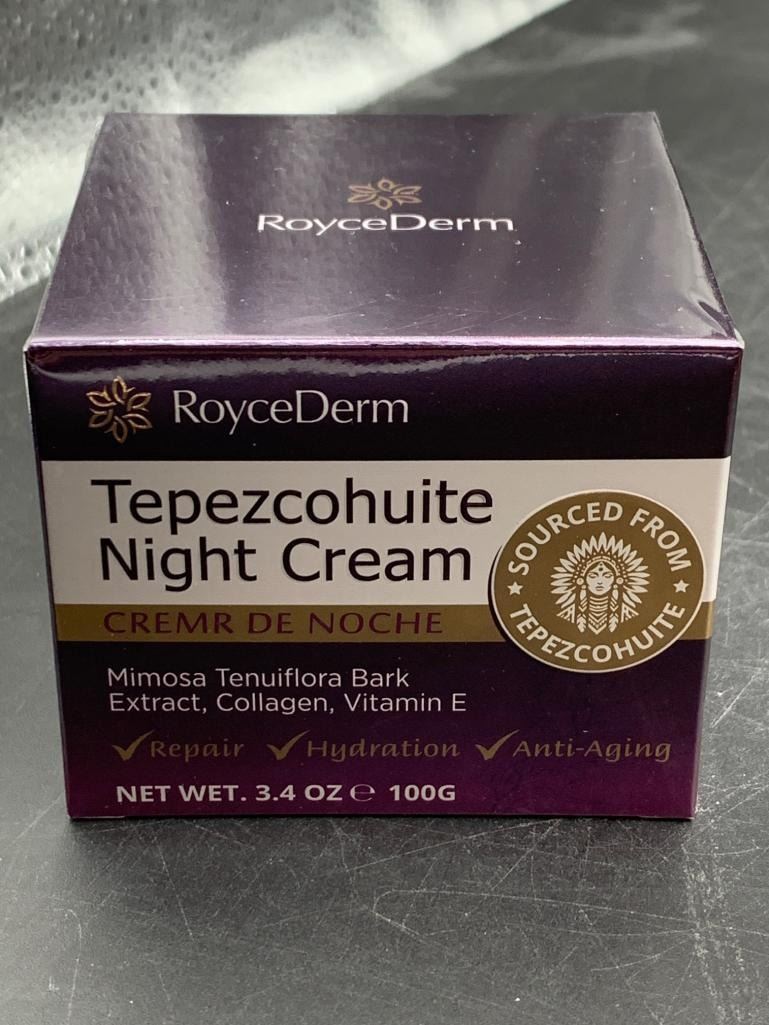 RoyceDerm
RoyceDerm
Tepezcohuite
Night Cream
CREMR DE NOCHE
SOURCED FROM
TEPEZCOHUITE
Mimosa Tenuiflora Bark
Extract, Collagen, Vitamin E
Repair Hydration Anti-Aging
NET WET. 3.4 OZ ℮ 100G